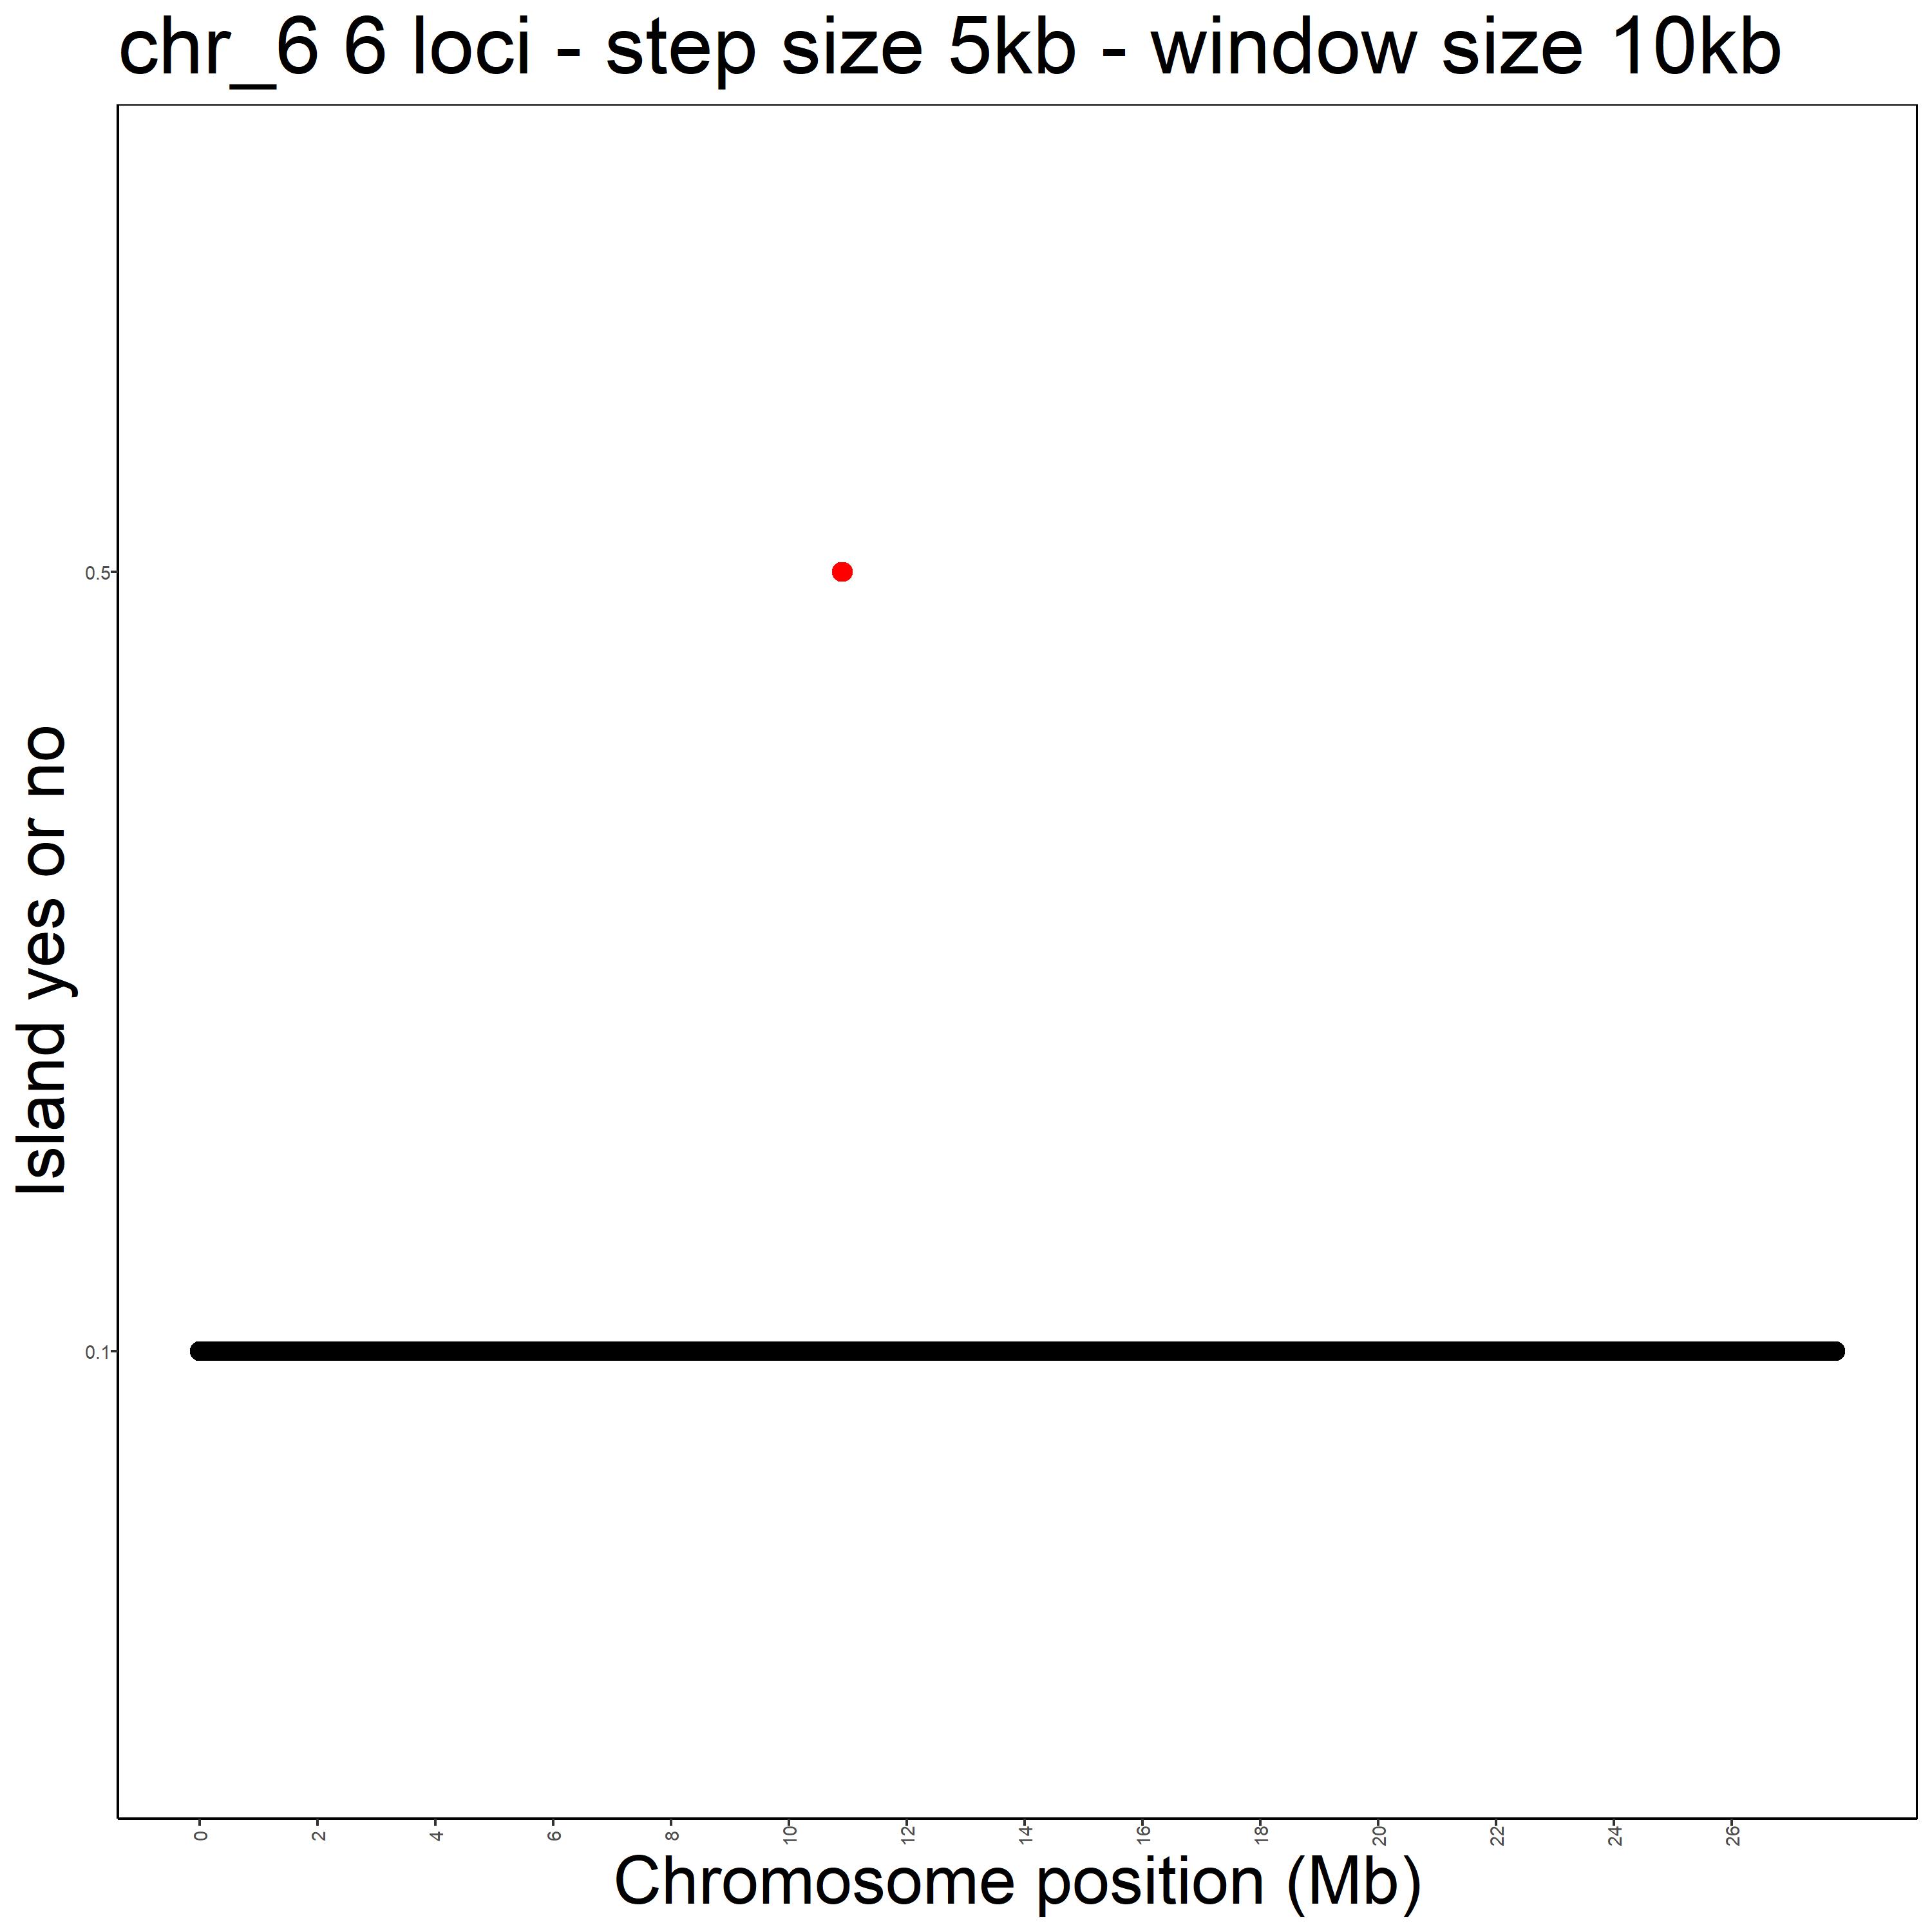 chr_6 6 loci - step size 5kb - window size 10kb
Island yes or no
0.5
0.1
0 2 4 6 8 10 12 14 16 18 20 22 24 26
Chromosome position (Mb)